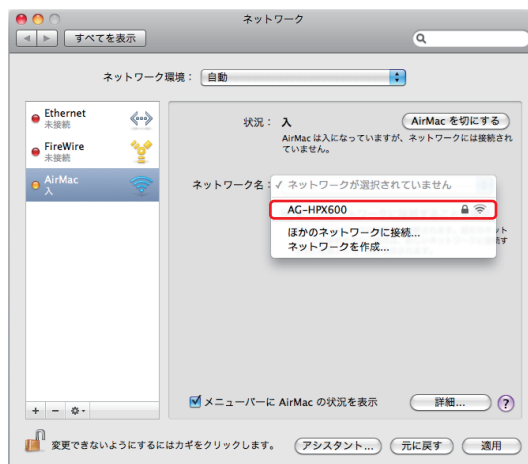 ネットワーク
すべてを表示
ネットワーク環境： 自動
Ethernet
未接続
FireWire
未接続
AirMac
入
状況： 入
AirMac を切にする
AirMac は入になっていますが、ネットワークには接続され
ていません。
ネットワーク名： ✓ ネットワークが選択されていません
AG-HPX600
ほかのネットワークに接続...
ネットワークを作成...
メニューバーに AirMac の状況を表示
詳細...
?
+ −
変更できないようにするにはカギをクリックします。
アシスタント...
元に戻す
適用